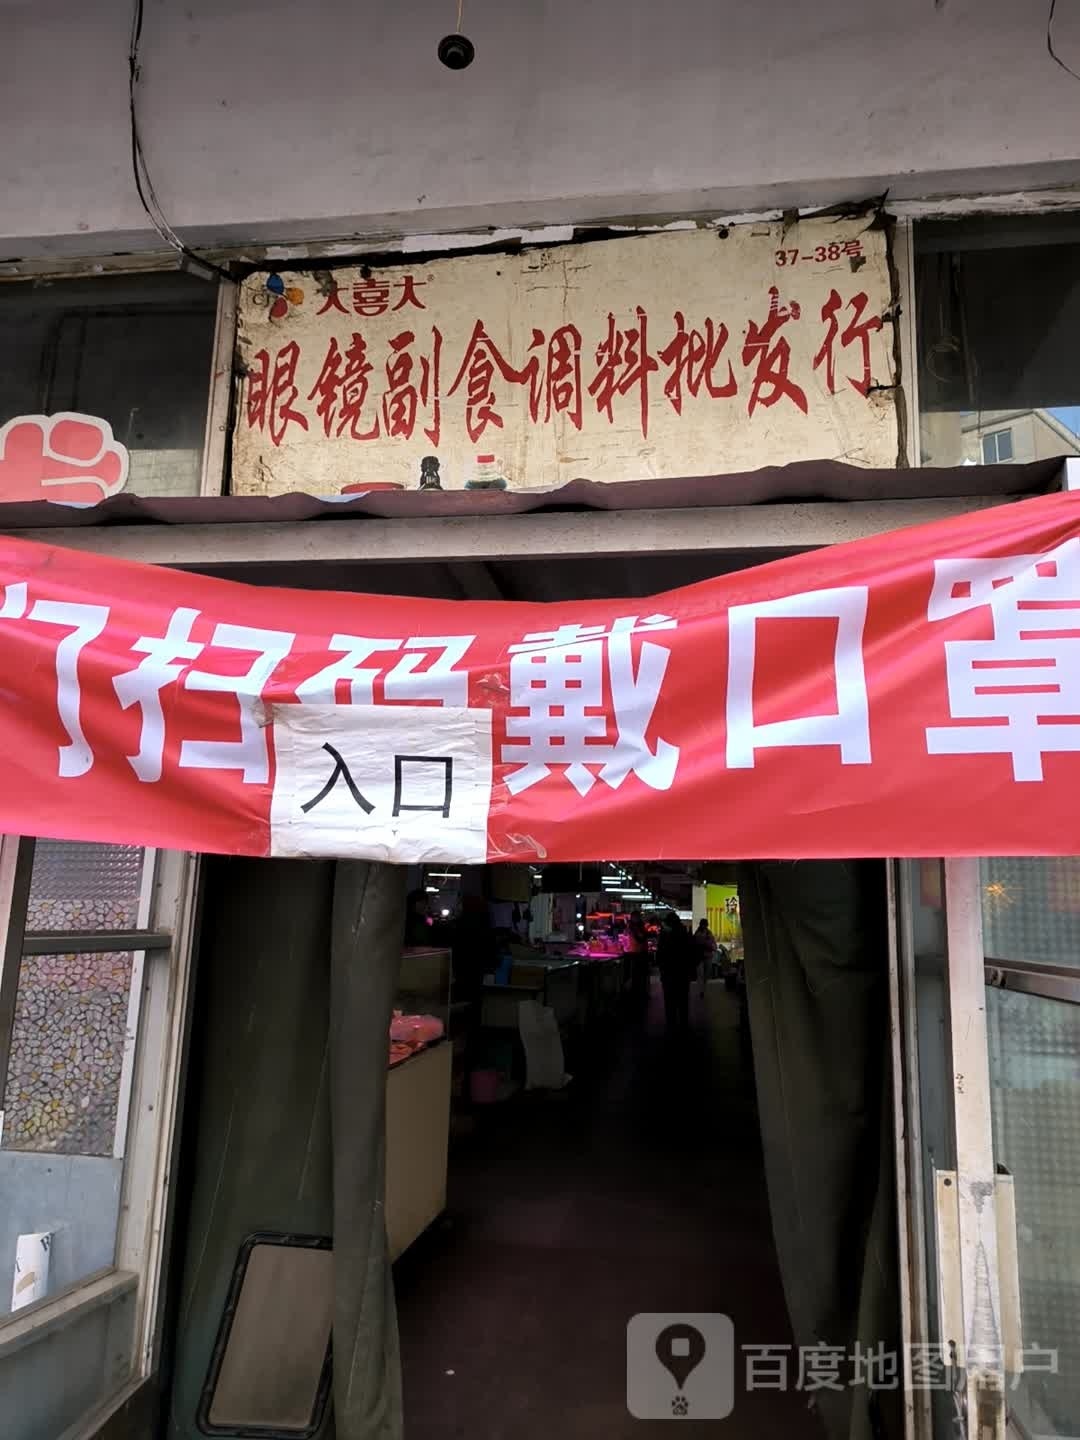 37-38号
大喜大®
眼镜副食调料批发行
门扫码戴口罩
入口
百度地图用户